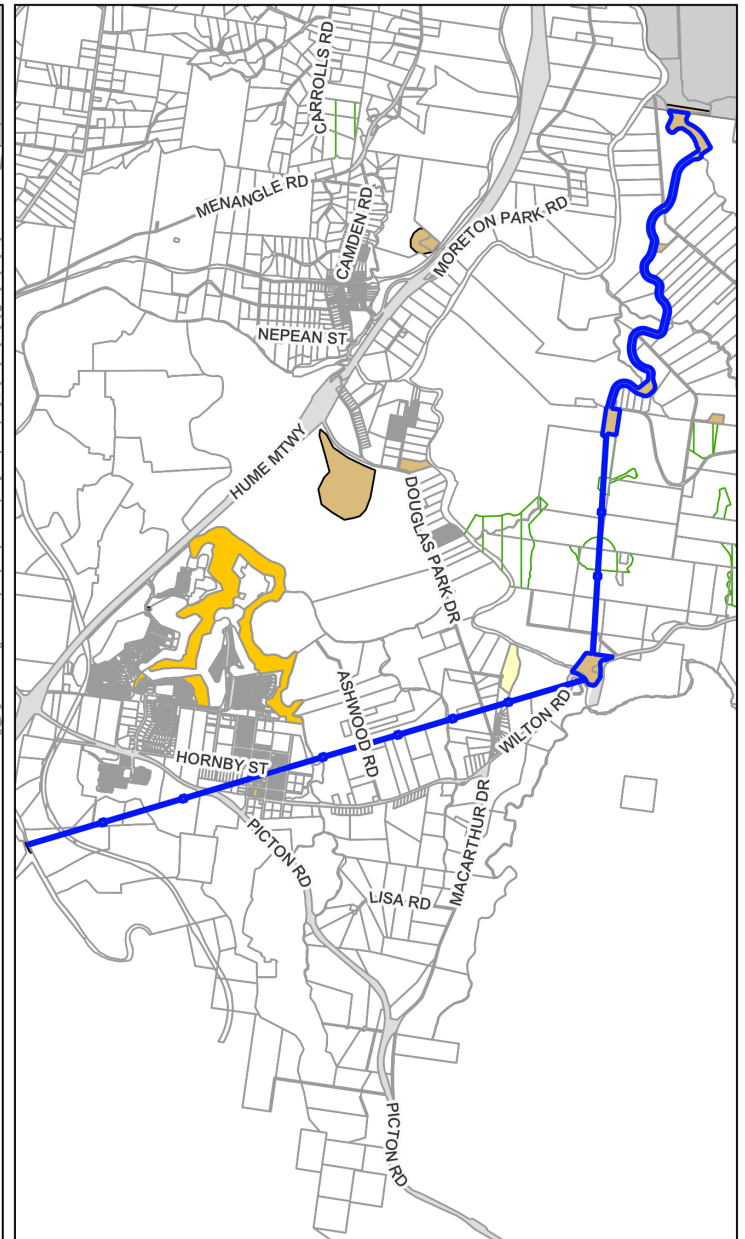 CARROLLS RD
MENANGLE RD
CAMDEN RD
MORETON PARK RD
NEPEAN ST
HUME MTWY
DOUGLAS PARK DR
ASHWOOD RD
WILTON RD
HORNBY ST
MACARTHUR DR
PICTON RD
LISA RD
PICTON RD